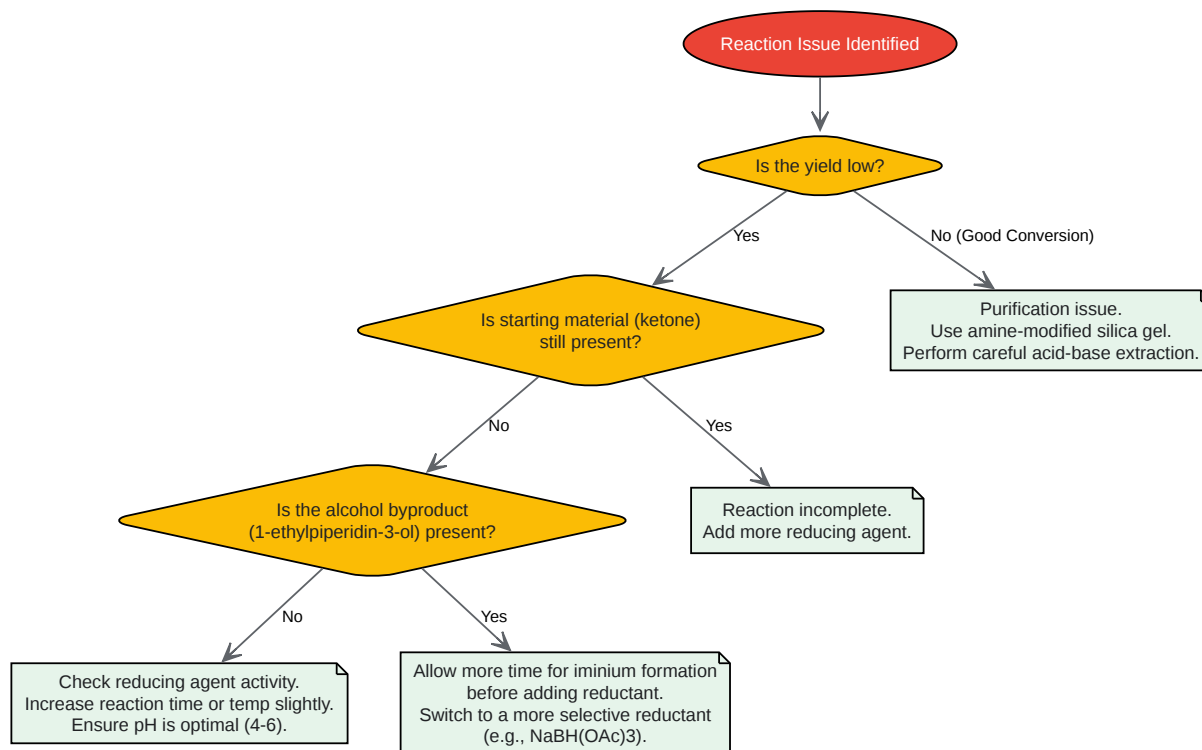 Reaction Issue Identified
Is the yield low?
Yes
No (Good Conversion)
Is starting material (ketone)
still present?
Purification issue.
Use amine-modified silica gel.
Perform careful acid-base extraction.
No
Yes
Is the alcohol byproduct
(1-ethylpiperidin-3-ol) present?
Reaction incomplete.
Add more reducing agent.
No
Yes
Check reducing agent activity.
Increase reaction time or temp slightly.
Ensure pH is optimal (4-6).
Allow more time for iminium formation
before adding reductant.
Switch to a more selective reductant
(e.g., NaBH(OAc)3).